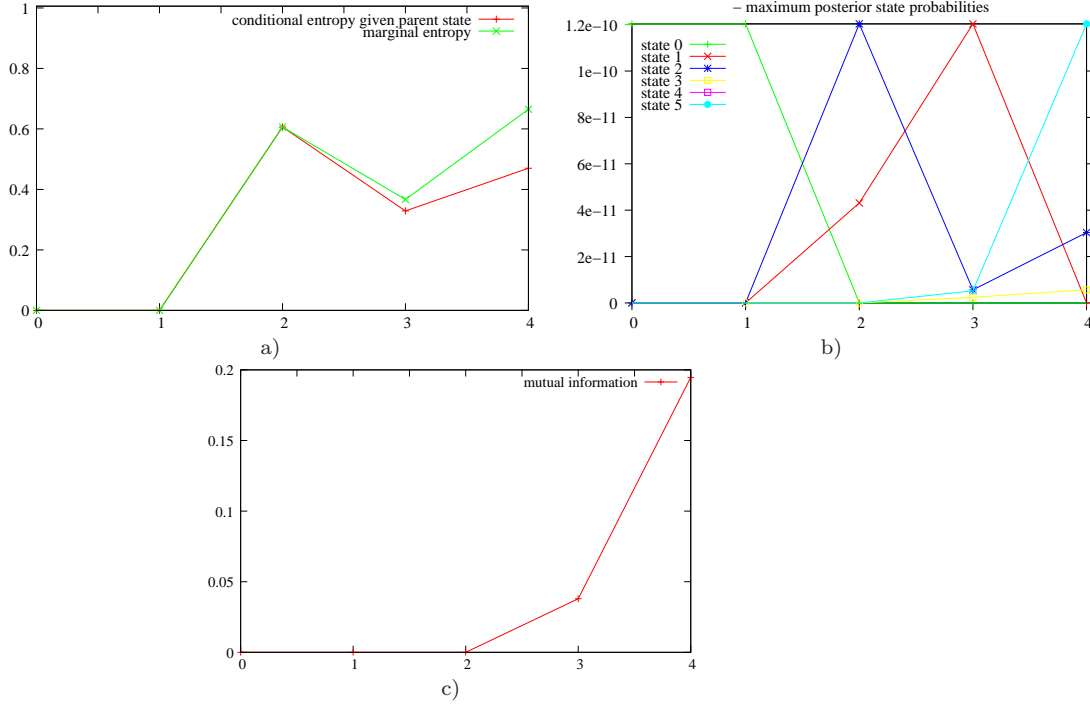 conditional entropy given parent state
marginal entropy
1
0.8
0.6
0.4
0.2
0
0 1 2 3 4
a)
– maximum posterior state probabilities
state 0
state 1
state 2
state 3
state 4
state 5
1.2e-10
1e-10
8e-11
6e-11
4e-11
2e-11
0
0 1 2 3 4
b)
mutual information
0.2
0.15
0.1
0.05
0
0 1 2 3 4
c)